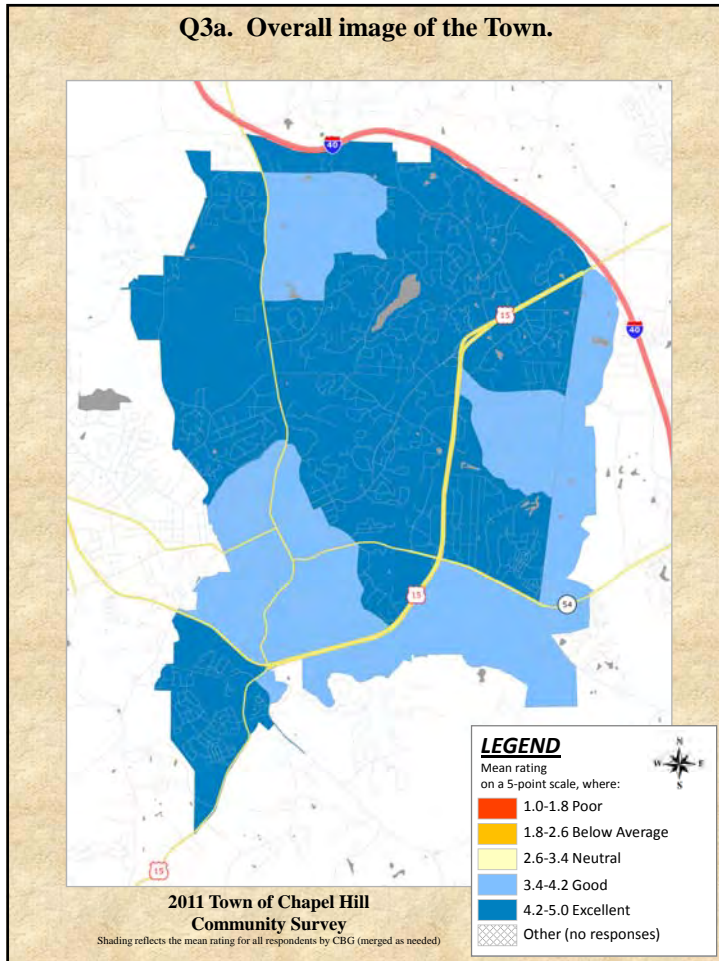 Q3a. Overall image of the Town.
40
15
40
15
54
15
LEGEND
Mean rating
on a 5-point scale, where:
N
W E
S
1.0-1.8 Poor
1.8-2.6 Below Average
2.6-3.4 Neutral
3.4-4.2 Good
4.2-5.0 Excellent
Other (no responses)
2011 Town of Chapel Hill
Community Survey
Shading reflects the mean rating for all respondents by CBG (merged as needed)